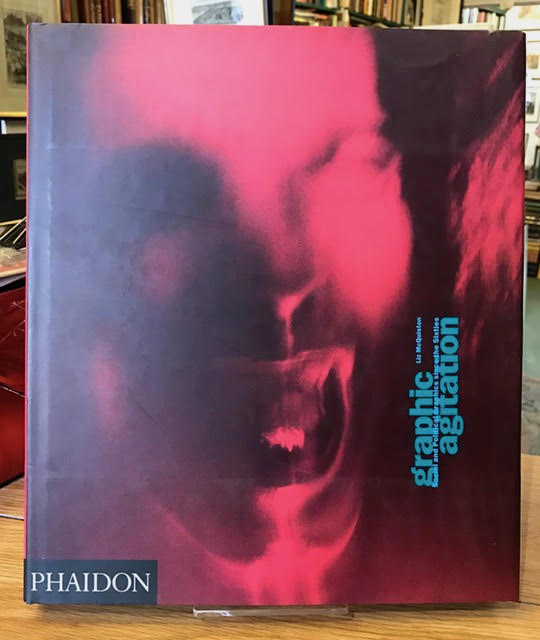 Liz McQuiston
graphic
Social and Political Graphics since the Sixties
agitation
PHAIDON